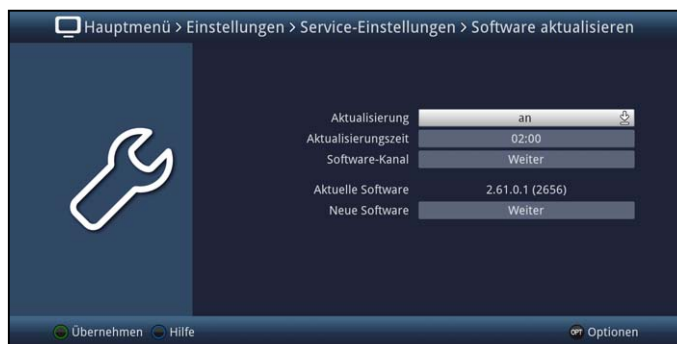 Hauptmenü > Einstellungen > Service-Einstellungen > Software aktualisieren
Aktualisierung an
Aktualisierungszeit 02:00
Software-Kanal Weiter
Aktuelle Software 2.61.0.1 (2656)
Neue Software Weiter
Übernehmen Hilfe OPT Optionen